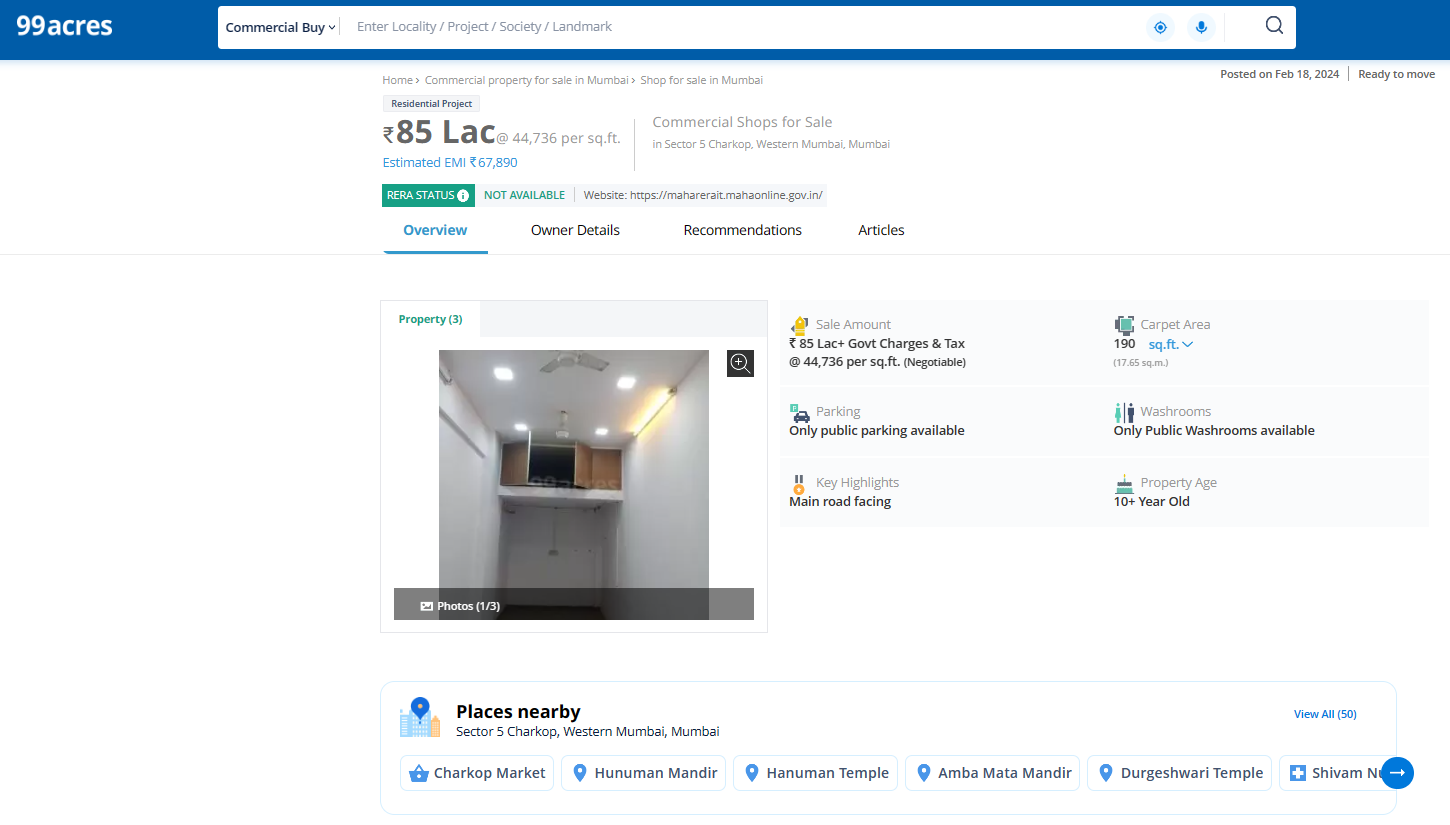 99acres
Commercial Buy
Enter Locality / Project / Society / Landmark
Home › Commercial property for sale in Mumbai › Shop for sale in Mumbai
Posted on Feb 18, 2024 | Ready to move
Residential Project
₹85 Lac @ 44,736 per sq.ft.
Estimated EMI ₹67,890
Commercial Shops for Sale
in Sector 5 Charkop, Western Mumbai, Mumbai
RERA STATUS NOT AVAILABLE | Website: https://maharerait.mahaonline.gov.in/
Overview
Owner Details
Recommendations
Articles
Property (3)
99acres
Photos (1/3)
Sale Amount
₹ 85 Lac+ Govt Charges & Tax
@ 44,736 per sq.ft. (Negotiable)
Carpet Area
190 sq.ft.
(17.65 sq.m.)
Parking
Only public parking available
Washrooms
Only Public Washrooms available
Key Highlights
Main road facing
Property Age
10+ Year Old
Places nearby
Sector 5 Charkop, Western Mumbai, Mumbai
View All (50)
Charkop Market
Hunuman Mandir
Hanuman Temple
Amba Mata Mandir
Durgeshwari Temple
Shivam